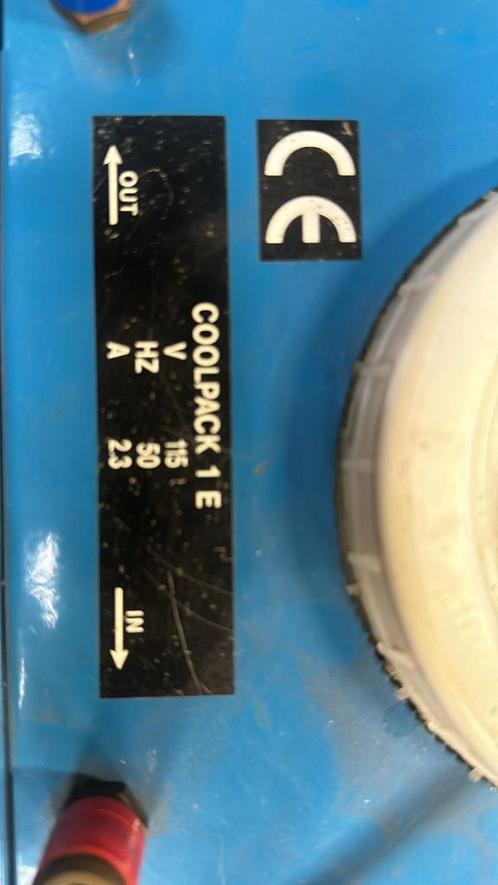 COOLPACK 1 E
V 115
HZ 50
A 2.3
OUT IN
CE